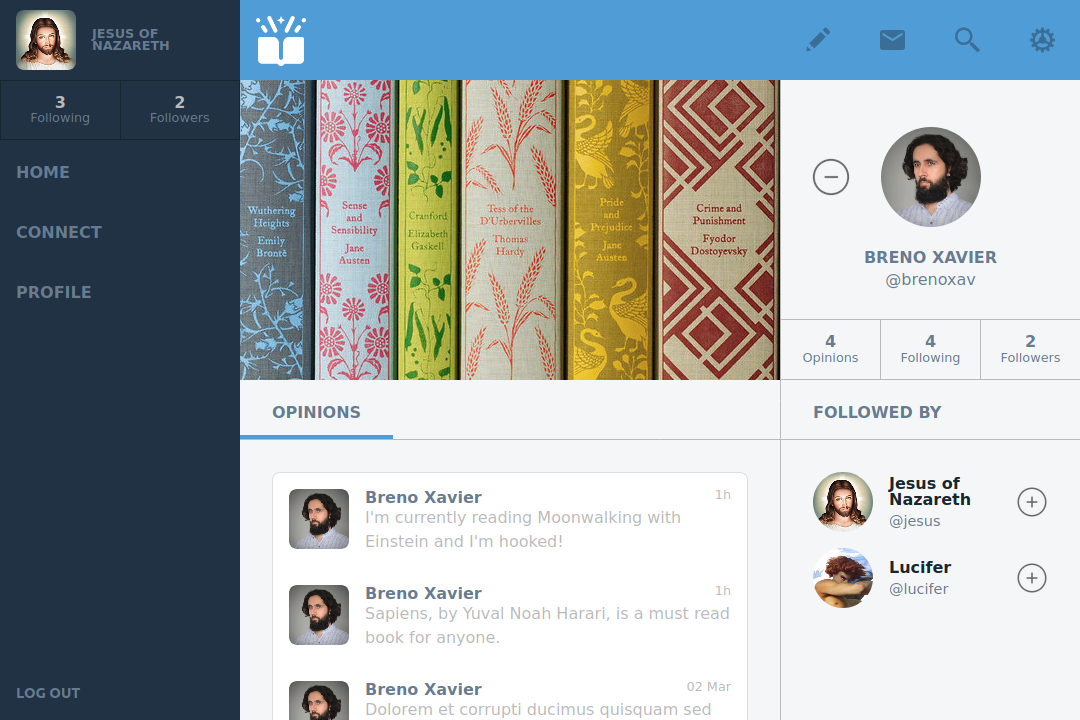 JESUS OF
NAZARETH
3
Following
2
Followers
HOME
CONNECT
PROFILE
LOG OUT
Wuthering
Heights
Emily
Brontë
Sense
and
Sensibility
Jane
Austen
Cranford
Elizabeth
Gaskell
Tess of the
D'Urbervilles
Thomas
Hardy
Pride
and
Prejudice
Jane
Austen
Crime and
Punishment
Fyodor
Dostoyevsky
BRENO XAVIER
@brenoxav
4
Opinions
4
Following
2
Followers
OPINIONS
Breno Xavier 1h
I'm currently reading Moonwalking with
Einstein and I'm hooked!
Breno Xavier 1h
Sapiens, by Yuval Noah Harari, is a must read
book for anyone.
Breno Xavier 02 Mar
Dolorem et corrupti ducimus quisquam sed
FOLLOWED BY
Jesus of
Nazareth
@jesus
Lucifer
@lucifer